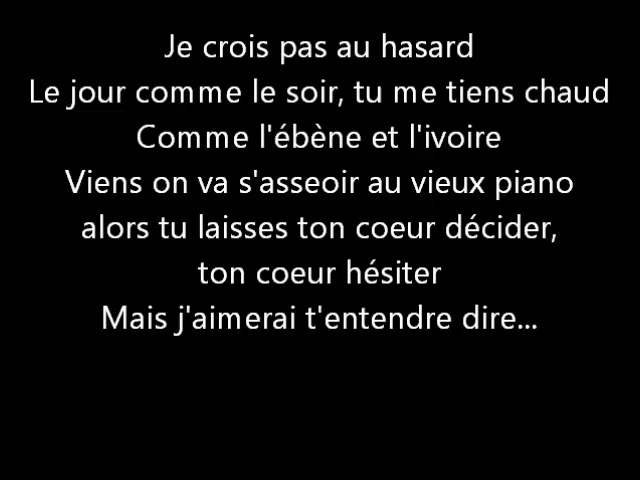 Je crois pas au hasard
Le jour comme le soir, tu me tiens chaud
Comme l'ébène et l'ivoire
Viens on va s'asseoir au vieux piano
alors tu laisses ton coeur décider,
ton coeur hésiter
Mais j'aimerai t'entendre dire...